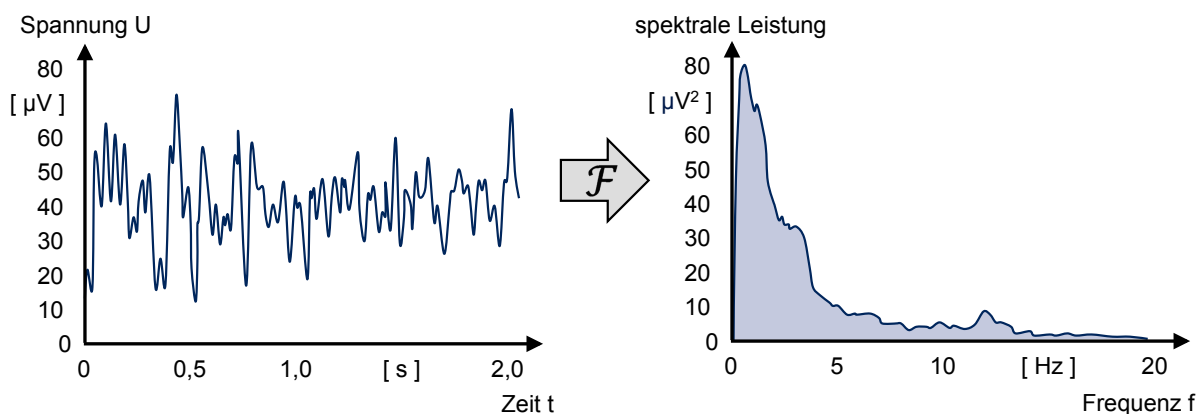 Spannung U
80
[ µV ]
60
50
40
30
20
10
0
0 0,5 1,0 [ s ] 2,0
Zeit t
ℱ
spektrale Leistung
80
[ µV² ]
60
50
40
30
20
10
0
0 5 10 [ Hz ] 20
Frequenz f